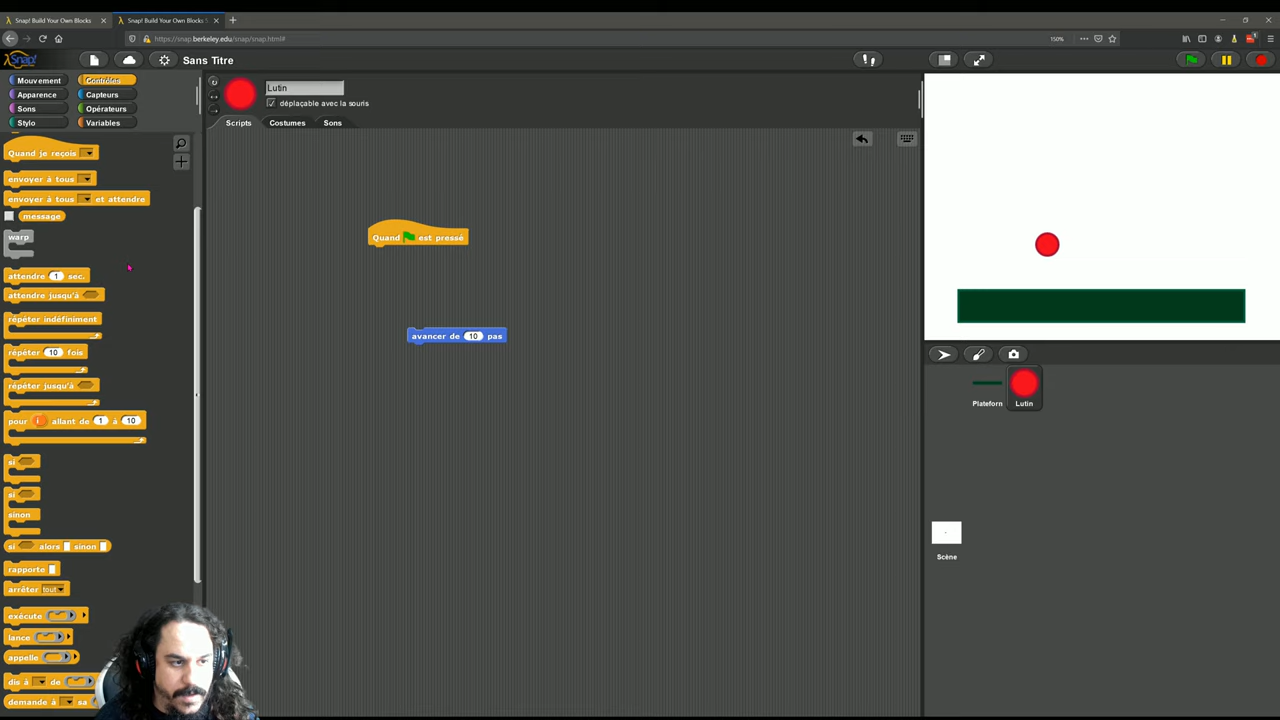 Snap! Build Your Own Blocks
Snap! Build Your Own Blocks
https://snap.berkeley.edu/snap/snap.html#
150%
Snap!
Sans Titre
Mouvement
Contrôles
Apparence
Capteurs
Sons
Opérateurs
Stylo
Variables
Lutin
déplaçable avec la souris
Scripts
Costumes
Sons
Quand je reçois
envoyer à tous
envoyer à tous et attendre
message
warp
attendre 1 sec.
attendre jusqu'à
répéter indéfiniment
répéter 10 fois
répéter jusqu'à
pour i allant de 1 à 10
si
si
sinon
si alors sinon
rapporte
arrêter tout
exécute
lance
appelle
dis à de
demande à sa
Quand est pressé
avancer de 10 pas
Plateforn
Lutin
Scène